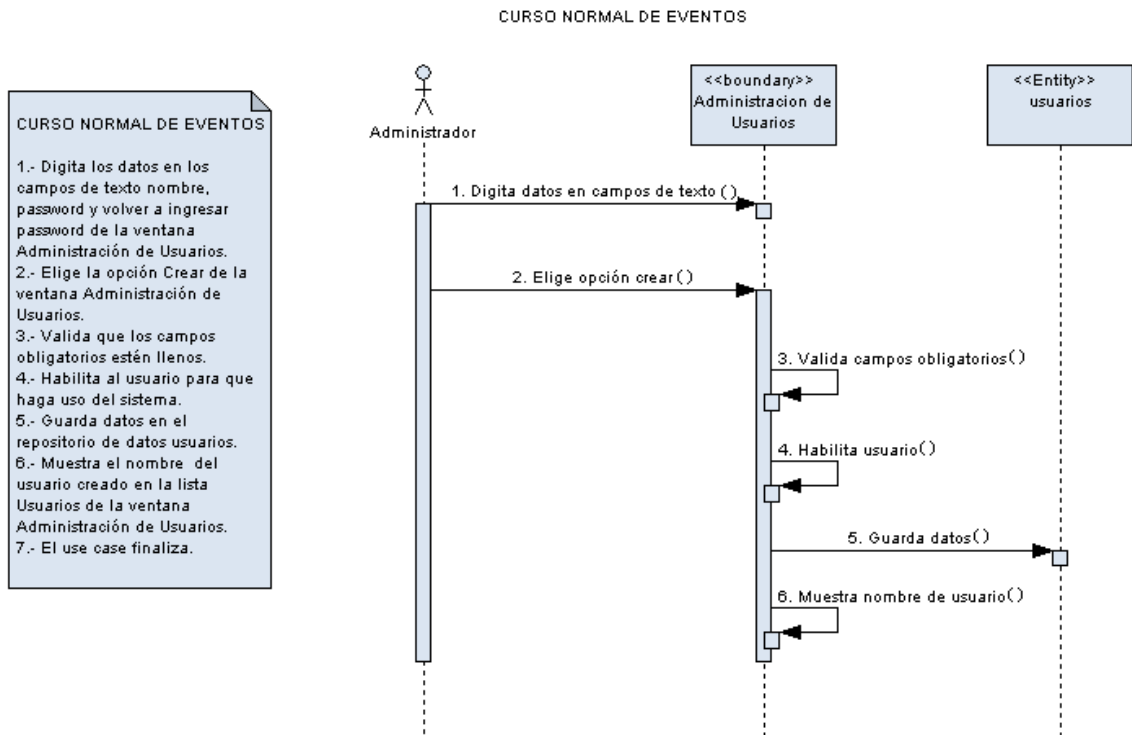 CURSO NORMAL DE EVENTOS
CURSO NORMAL DE EVENTOS
1.- Digita los datos en los
campos de texto nombre,
password y volver a ingresar
password de la ventana
Administración de Usuarios.
2.- Elige la opción Crear de la
ventana Administración de
Usuarios.
3.- Valida que los campos
obligatorios estén llenos.
4.- Habilita al usuario para que
haga uso del sistema.
5.- Guarda datos en el
repositorio de datos usuarios.
6.- Muestra el nombre del
usuario creado en la lista
Usuarios de la ventana
Administración de Usuarios.
7.- El use case finaliza.
Administrador
<<boundary>>
Administracion de
Usuarios
<<Entity>>
usuarios
1. Digita datos en campos de texto()
2. Elige opción crear()
3. Valida campos obligatorios()
4. Habilita usuario()
5. Guarda datos()
6. Muestra nombre de usuario()